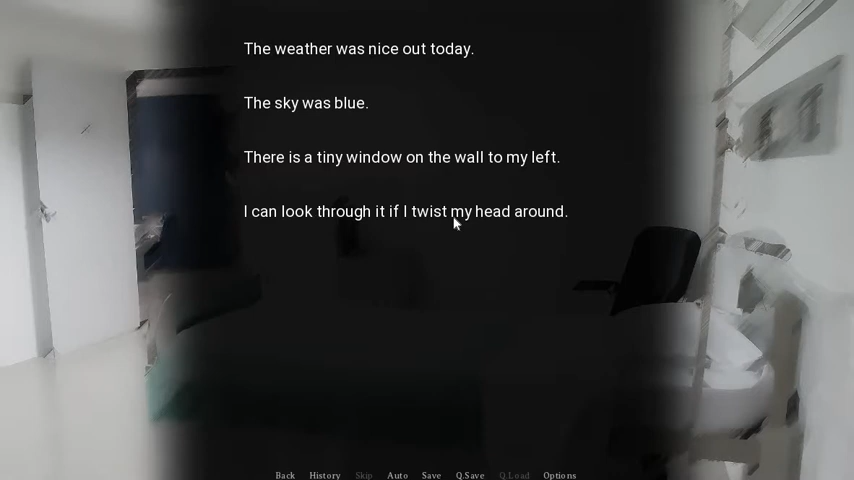 The weather was nice out today.
The sky was blue.
There is a tiny window on the wall to my left.
I can look through it if I twist my head around.
Back History Skip Auto Save Q.Save Q.Load Options